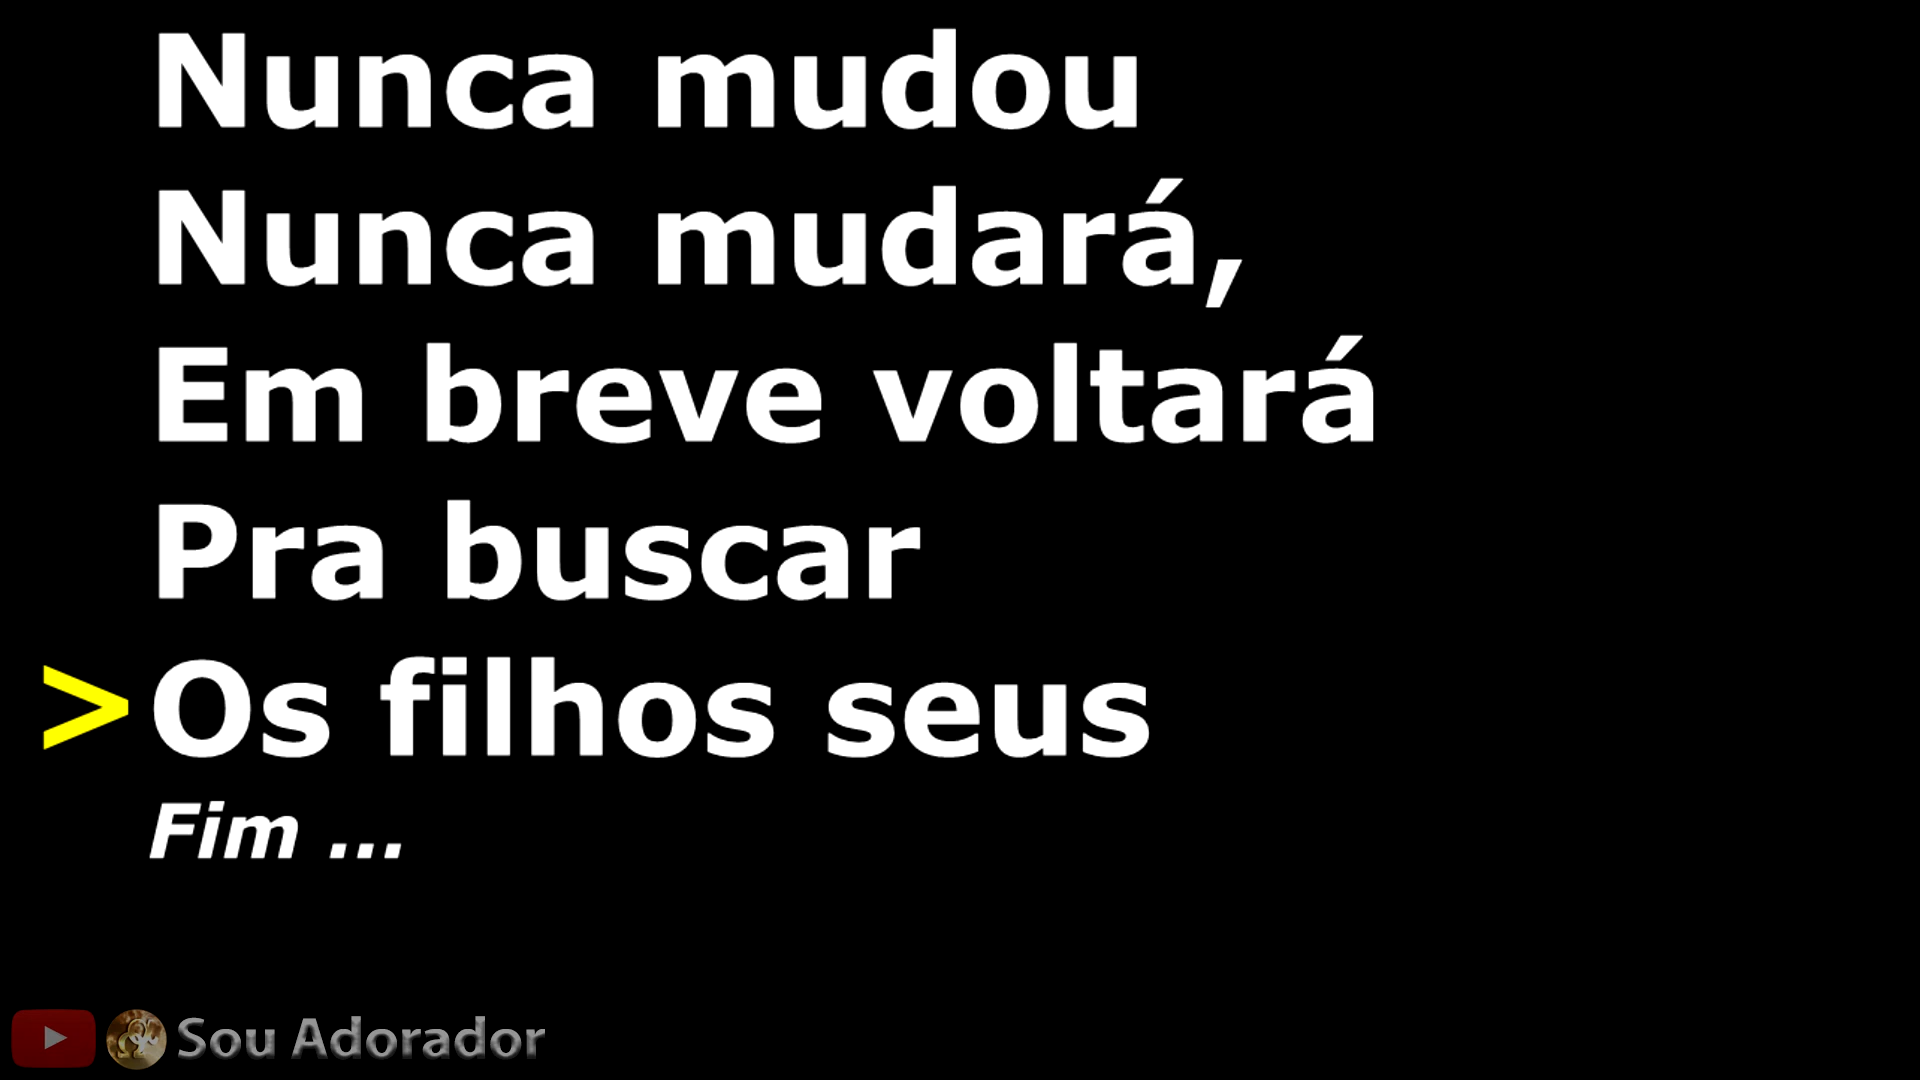 Nunca mudou
Nunca mudará,
Em breve voltará
Pra buscar
>Os filhos seus
Fim ...
Sou Adorador